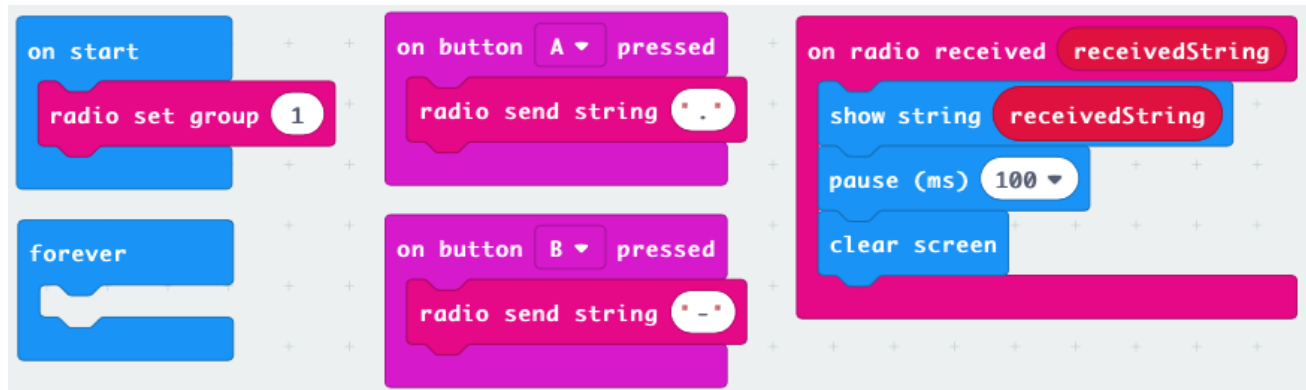 on start
radio set group 1
forever
on button A pressed
radio send string "."
on button B pressed
radio send string "-"
on radio received receivedString
show string receivedString
pause (ms) 100
clear screen